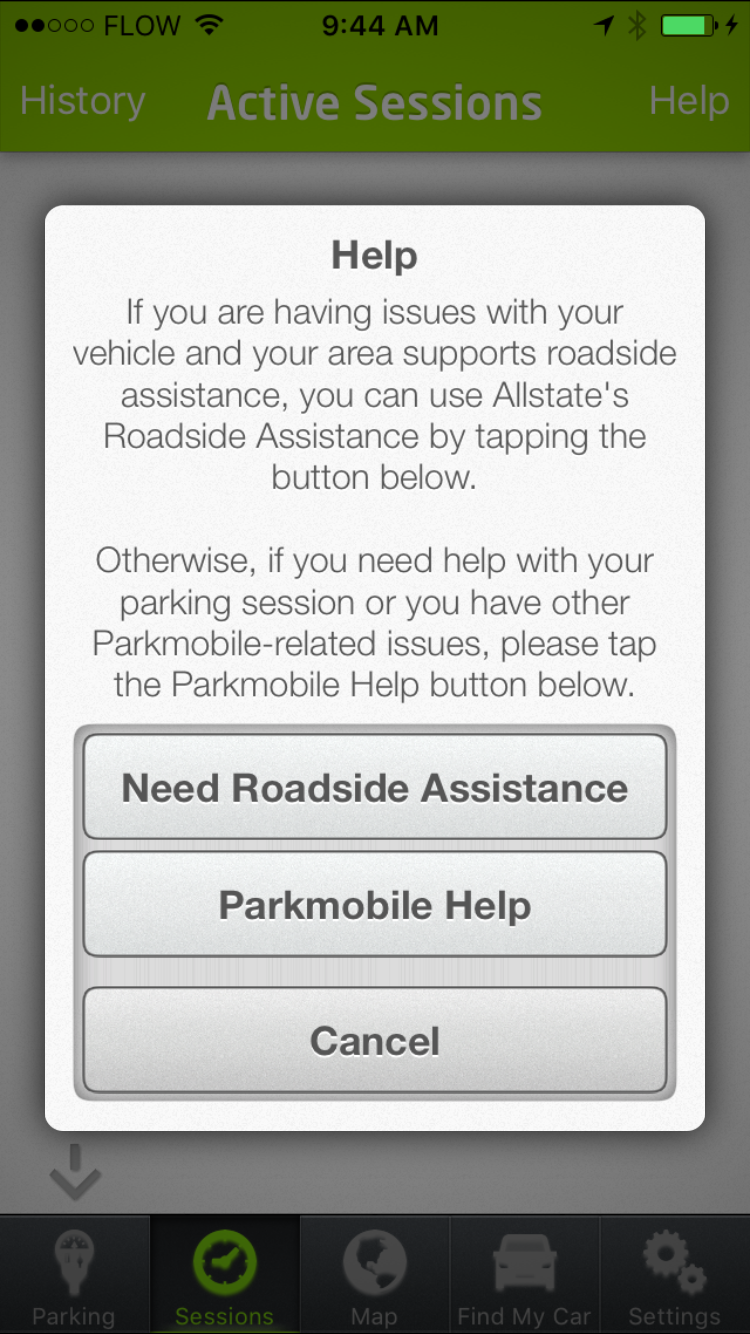 FLOW 9:44 AM
History Active Sessions Help
Help
If you are having issues with your
vehicle and your area supports roadside
assistance, you can use Allstate's
Roadside Assistance by tapping the
button below.
Otherwise, if you need help with your
parking session or you have other
Parkmobile-related issues, please tap
the Parkmobile Help button below.
Need Roadside Assistance
Parkmobile Help
Cancel
Parking Sessions Map Find My Car Settings